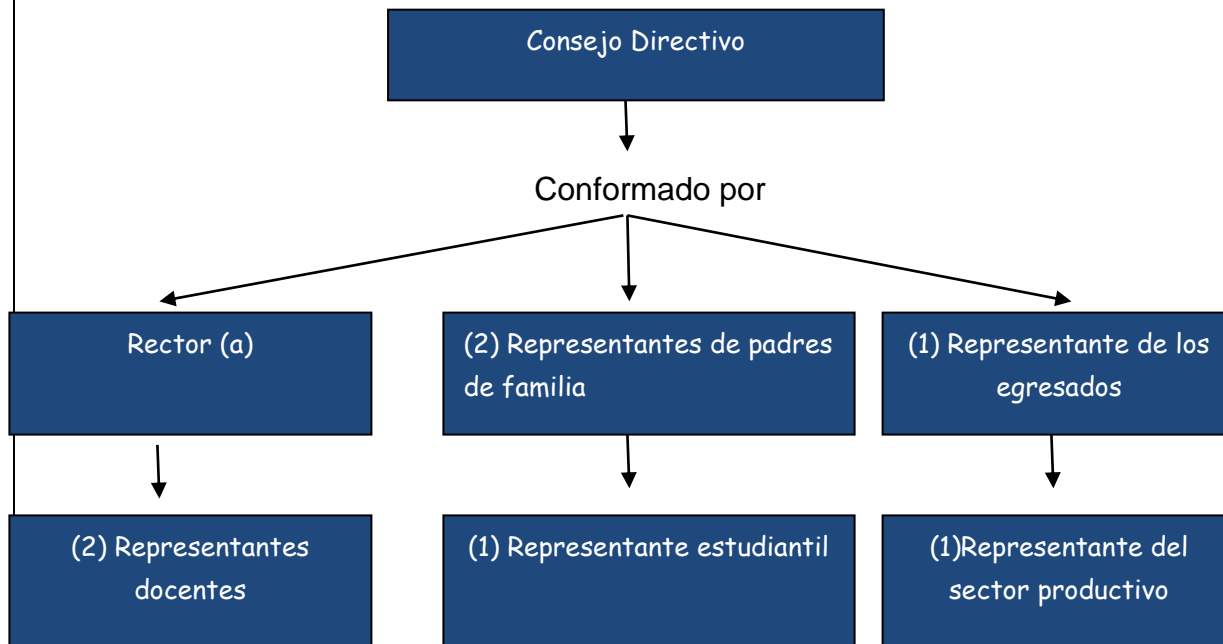 Consejo Directivo
Conformado por
Rector (a)
(2) Representantes de padres
de familia
(1) Representante de los
egresados
(2) Representantes
docentes
(1) Representante estudiantil
(1)Representante del
sector productivo